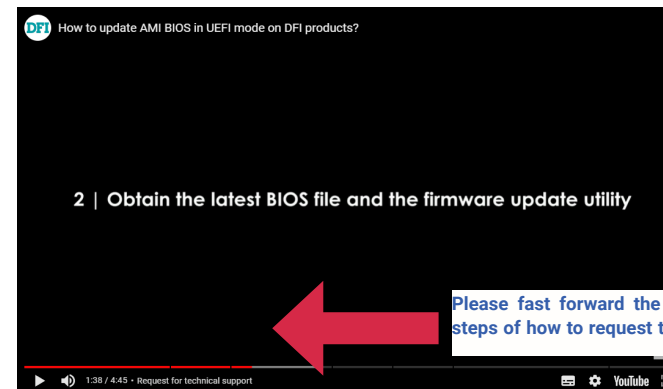 DFI How to update AMI BIOS in UEFI mode on DFI products?
2 | Obtain the latest BIOS file and the firmware update utility
Please fast forward the
steps of how to request t
1:38 / 4:45 • Request for technical support YouTube